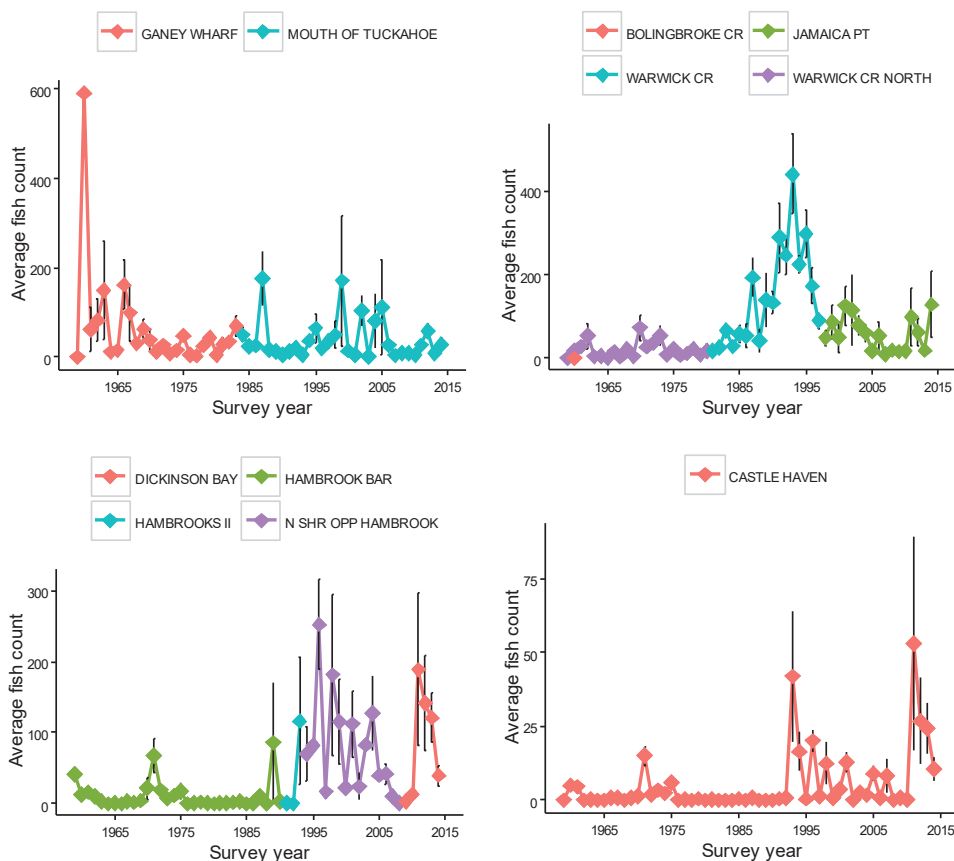 GANEY WHARF MOUTH OF TUCKAHOE
600
400
200
0
Average fish count
1965 1975 1985 1995 2005 2015
Survey year
BOLINGBROKE CR JAMAICA PT
WARWICK CR WARWICK CR NORTH
400
200
0
Average fish count
1965 1975 1985 1995 2005 2015
Survey year
DICKINSON BAY HAMBROOK BAR
HAMBROOKS II N SHR OPP HAMBROOK
300
200
100
0
Average fish count
1965 1975 1985 1995 2005 2015
Survey year
CASTLE HAVEN
75
50
25
0
Average fish count
1965 1975 1985 1995 2005 2015
Survey year